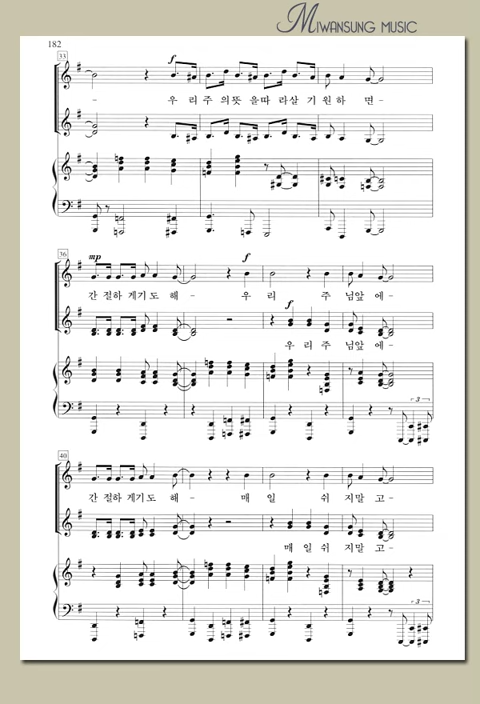 MIWANSUNG MUSIC
182
33
f
- 우 리 주 의 뜻 을 따 라 살 기 원 하 면 -
36
mp f
간 절 하 게 기 도 해 - 우 리 주 님 앞 에 -
f
우 리 주 님 앞 에 -
3
40
간 절 하 게 기 도 해 - 매 일 쉬 지 말 고 -
매 일 쉬 지 말 고 -
3